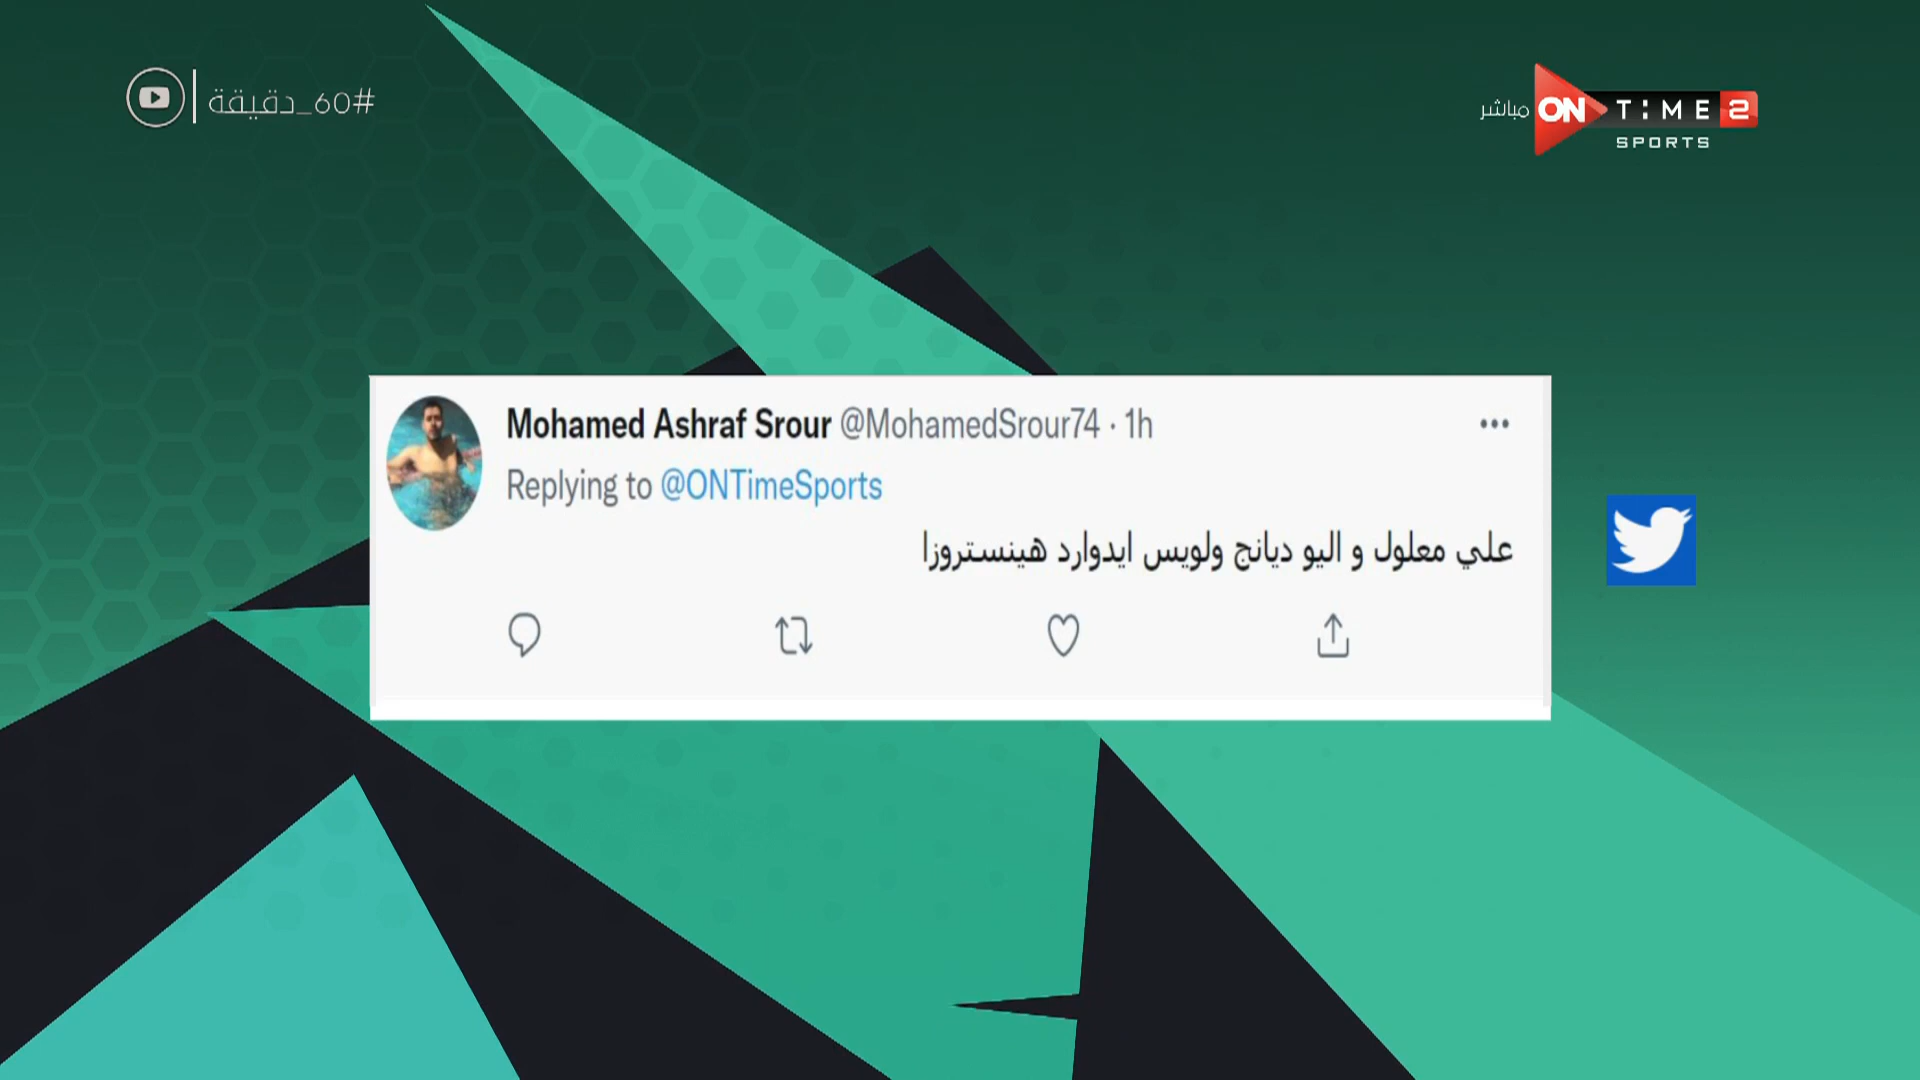 #60_دقيقة
مباشر ON TIME 2
SPORTS
Mohamed Ashraf Srour @MohamedSrour74 · 1h
Replying to @ONTimeSports
علي معلول و اليو ديانج ولويس ايدوارد هينستروزا